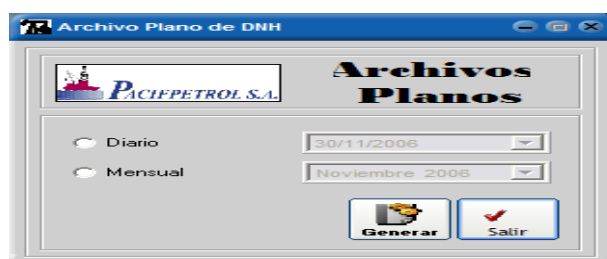 Archivo Plano de DNH
PACIFPETROL S.A.
Archivos
Planos
Diario
30/11/2006
Mensual
Noviembre 2006
Generar
Salir